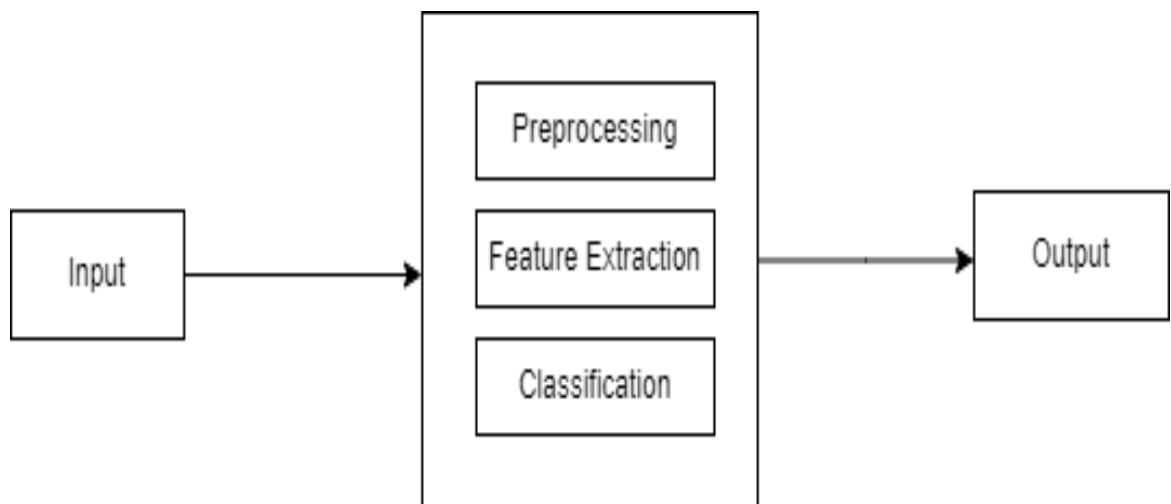 Input
Preprocessing
Feature Extraction
Classification
Output